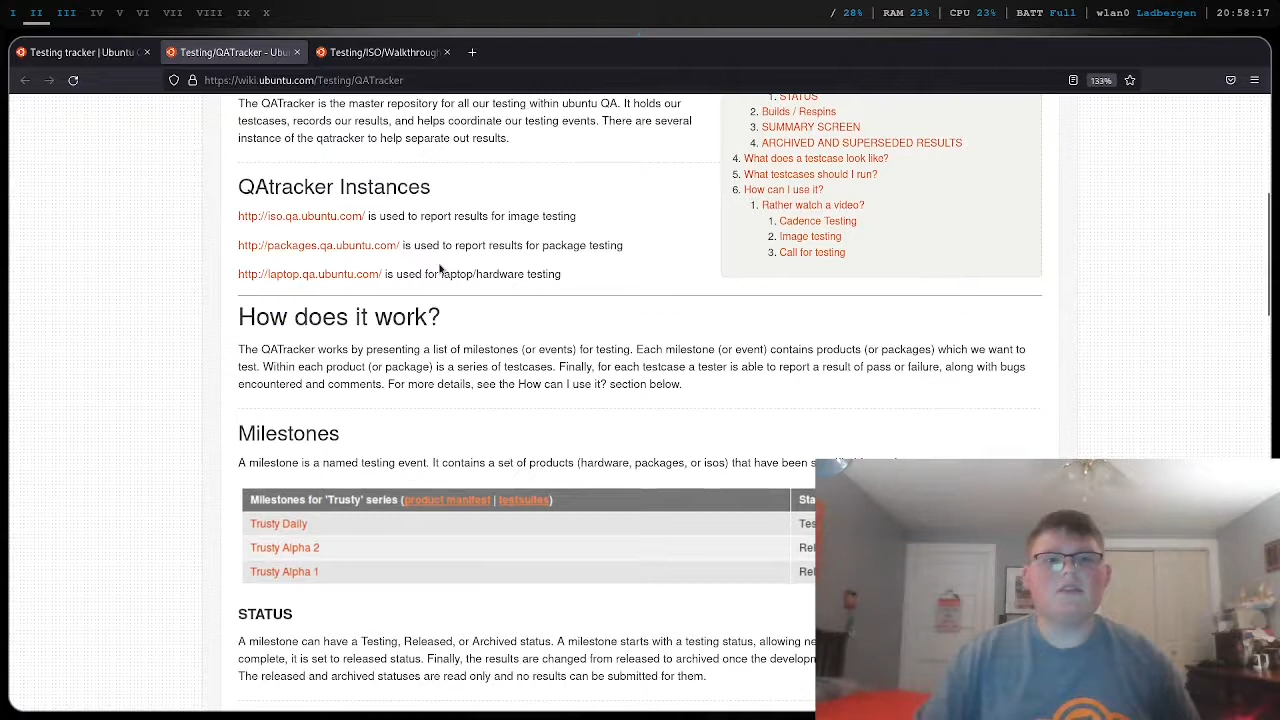 I II III IV V VI VII VIII IX X
/ 28% | RAM 23% | CPU 23% | BATT Full | wlan0 Ladbergen | 20:58:17
Testing tracker | Ubuntu
Testing/QATracker - Ubu
Testing/ISO/Walkthrough
https://wiki.ubuntu.com/Testing/QATracker
133%
The QATracker is the master repository for all our testing within ubuntu QA. It holds our
testcases, records our results, and helps coordinate our testing events. There are several
instance of the qatracker to help separate out results.
1. STATUS
2. Builds / Respins
3. SUMMARY SCREEN
4. ARCHIVED AND SUPERSEDED RESULTS
4. What does a testcase look like?
5. What testcases should I run?
6. How can I use it?
1. Rather watch a video?
1. Cadence Testing
2. Image testing
3. Call for testing
QAtracker Instances
http://iso.qa.ubuntu.com/ is used to report results for image testing
http://packages.qa.ubuntu.com/ is used to report results for package testing
http://laptop.qa.ubuntu.com/ is used for laptop/hardware testing
How does it work?
The QATracker works by presenting a list of milestones (or events) for testing. Each milestone (or event) contains products (or packages) which we want to
test. Within each product (or package) is a series of testcases. Finally, for each testcase a tester is able to report a result of pass or failure, along with bugs
encountered and comments. For more details, see the How can I use it? section below.
Milestones
A milestone is a named testing event. It contains a set of products (hardware, packages, or isos) that have been
Milestones for 'Trusty' series (product manifest | testsuites)
Sta
Trusty Daily
Tes
Trusty Alpha 2
Rel
Trusty Alpha 1
Rel
STATUS
A milestone can have a Testing, Released, or Archived status. A milestone starts with a testing status, allowing ne
complete, it is set to released status. Finally, the results are changed from released to archived once the developm
The released and archived statuses are read only and no results can be submitted for them.